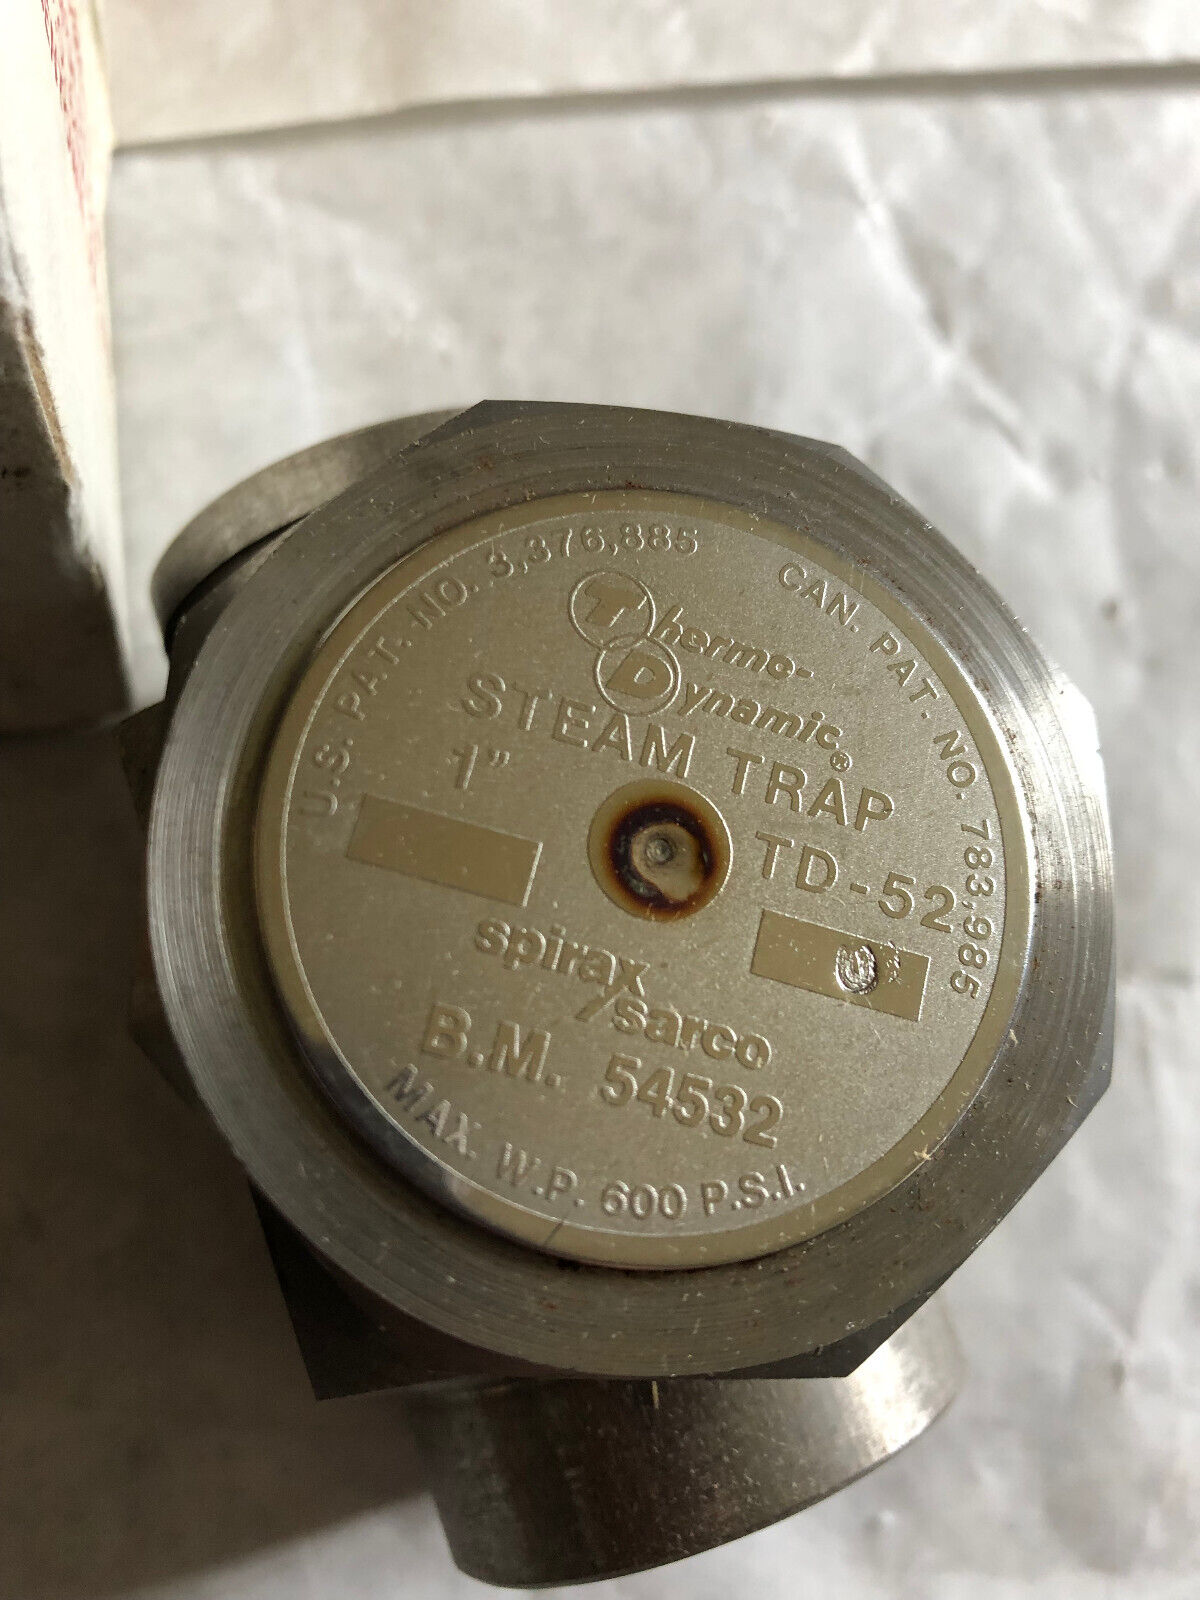 U.S. PAT. NO. 3,376,885
CAN. PAT. NO. 783,985
Thermo-
Dynamic®
STEAM TRAP
1"
TD-52
spirax
sarco
B.M. 54532
MAX. W.P. 600 P.S.I.